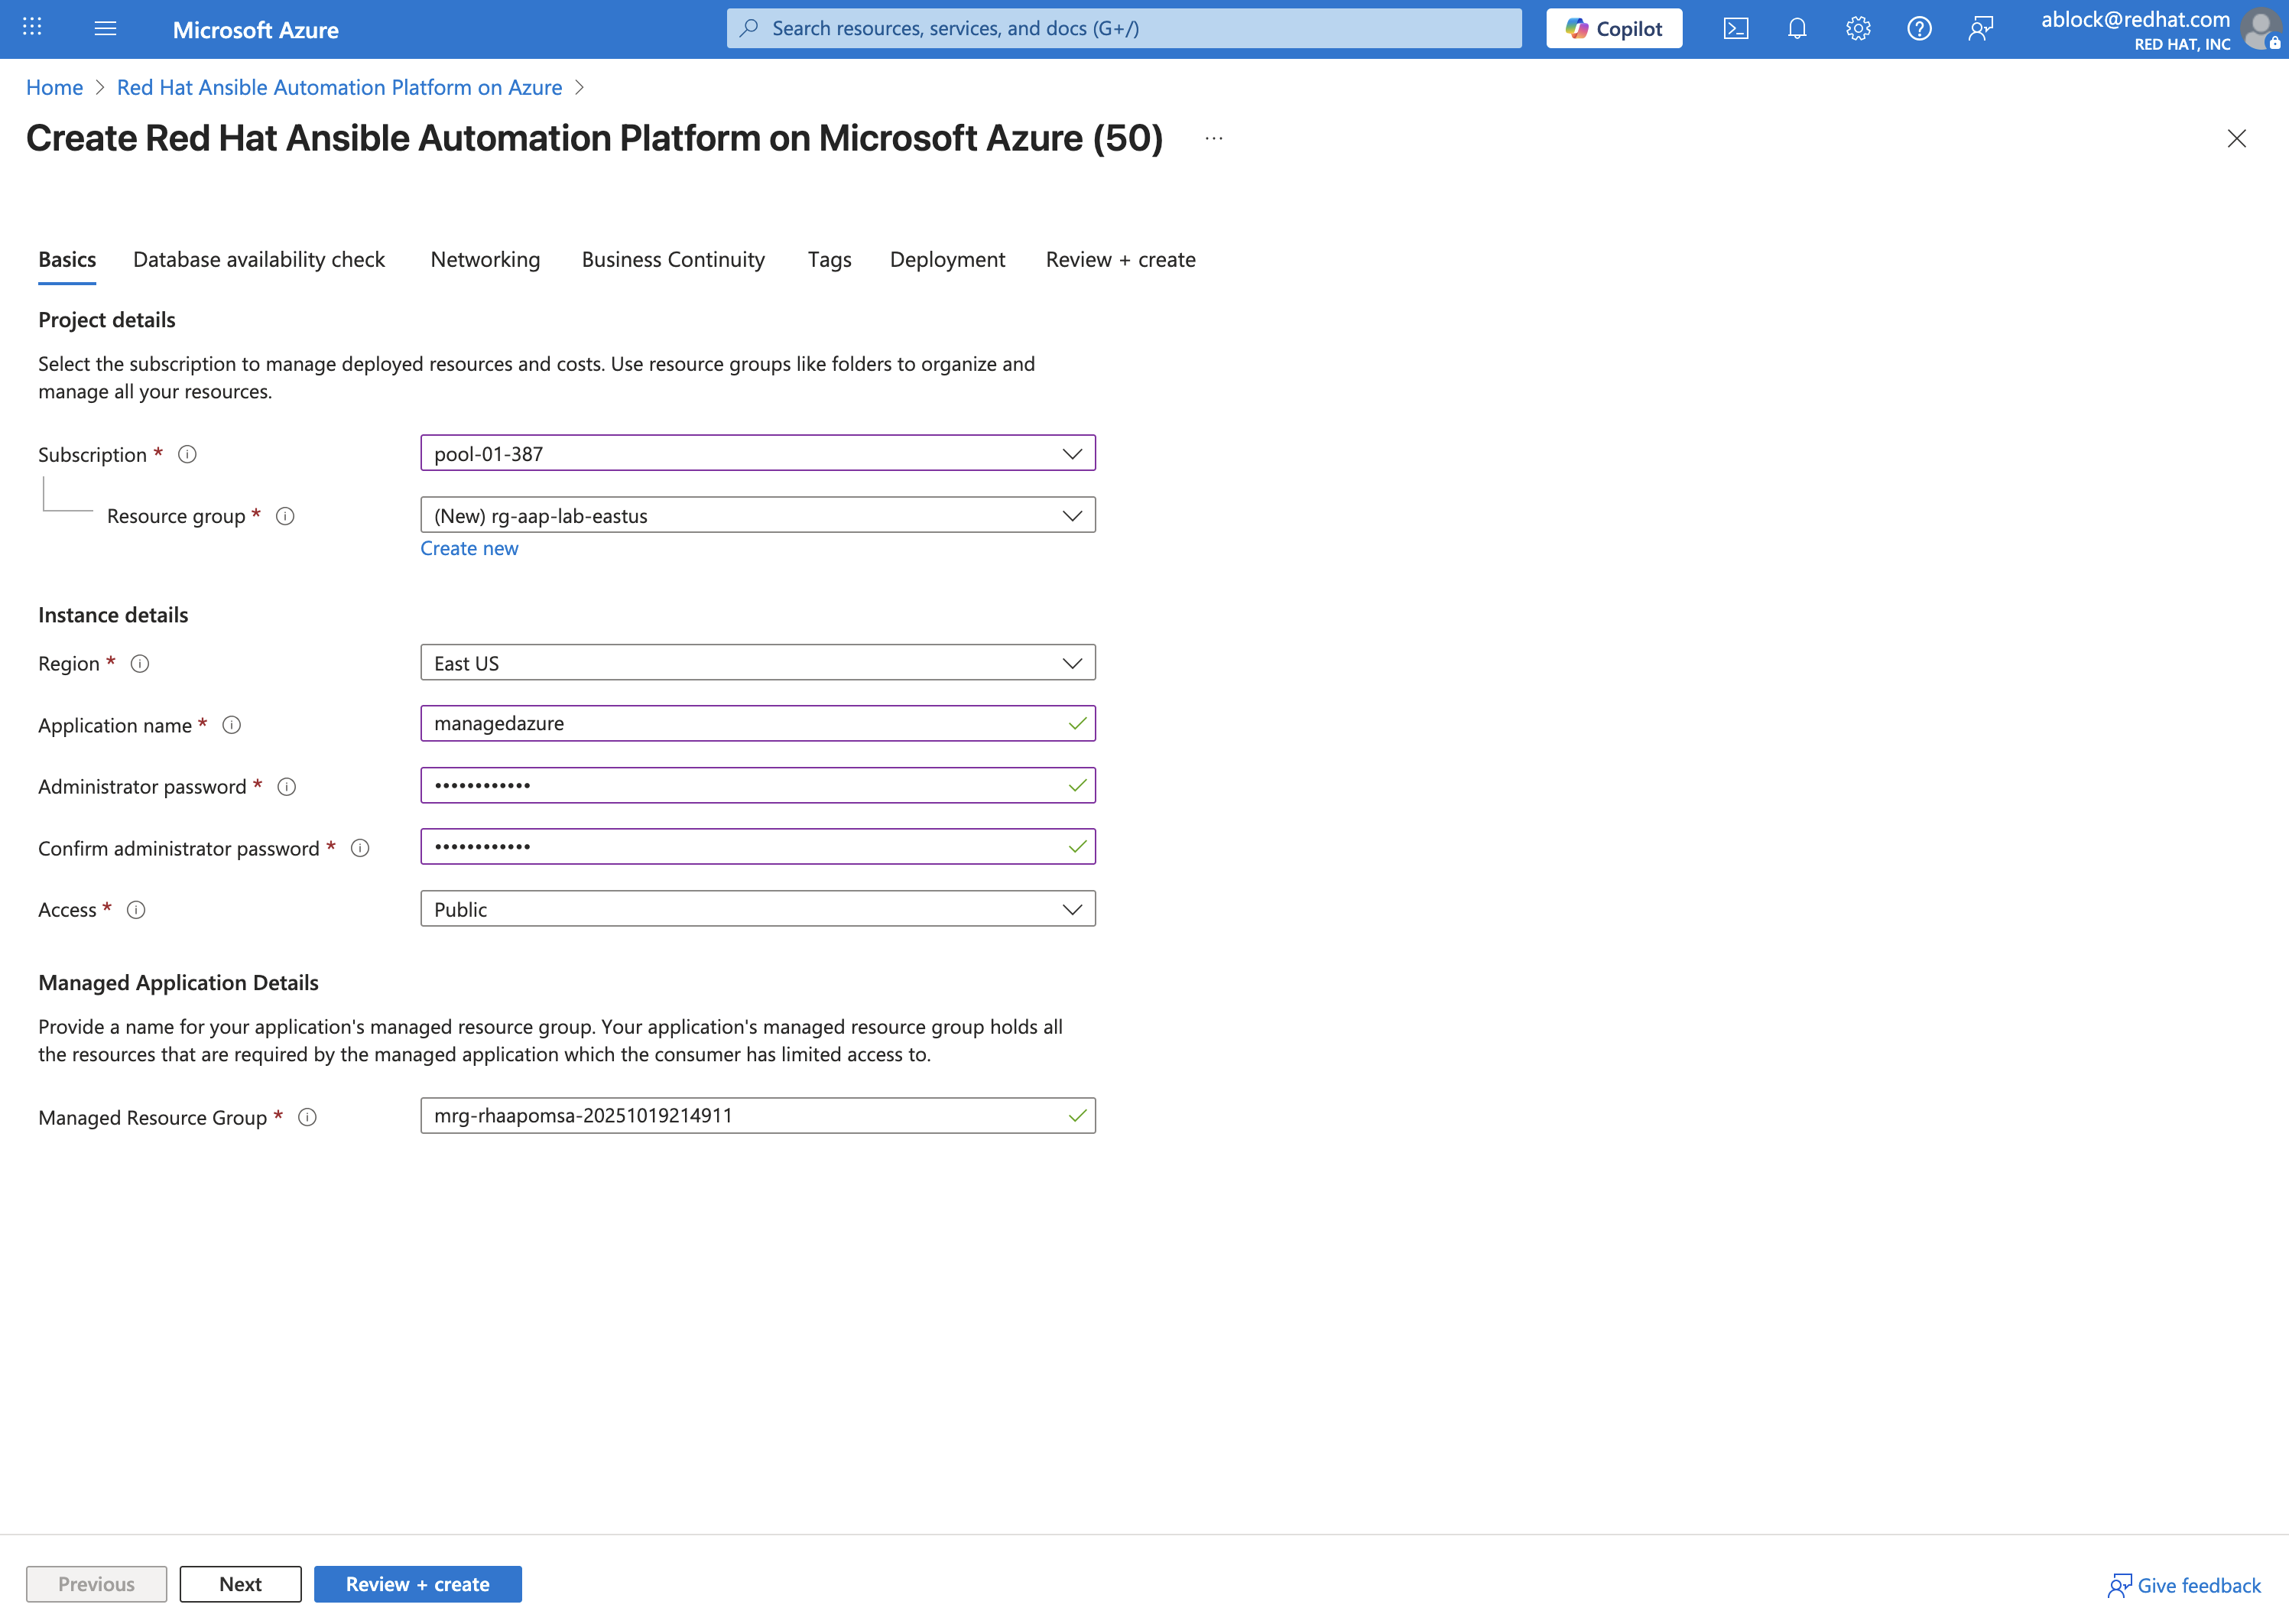 Microsoft Azure
Search resources, services, and docs (G+/)
Copilot
ablock@redhat.com
RED HAT, INC
Home > Red Hat Ansible Automation Platform on Azure >
Create Red Hat Ansible Automation Platform on Microsoft Azure (50) ...
Basics Database availability check Networking Business Continuity Tags Deployment Review + create
Project details
Select the subscription to manage deployed resources and costs. Use resource groups like folders to organize and
manage all your resources.
Subscription * pool-01-387
Resource group * (New) rg-aap-lab-eastus
Create new
Instance details
Region * East US
Application name * managedazure
Administrator password * ••••••••••••
Confirm administrator password * ••••••••••••
Access * Public
Managed Application Details
Provide a name for your application's managed resource group. Your application's managed resource group holds all
the resources that are required by the managed application which the consumer has limited access to.
Managed Resource Group * mrg-rhaapomsa-20251019214911
Previous Next Review + create Give feedback